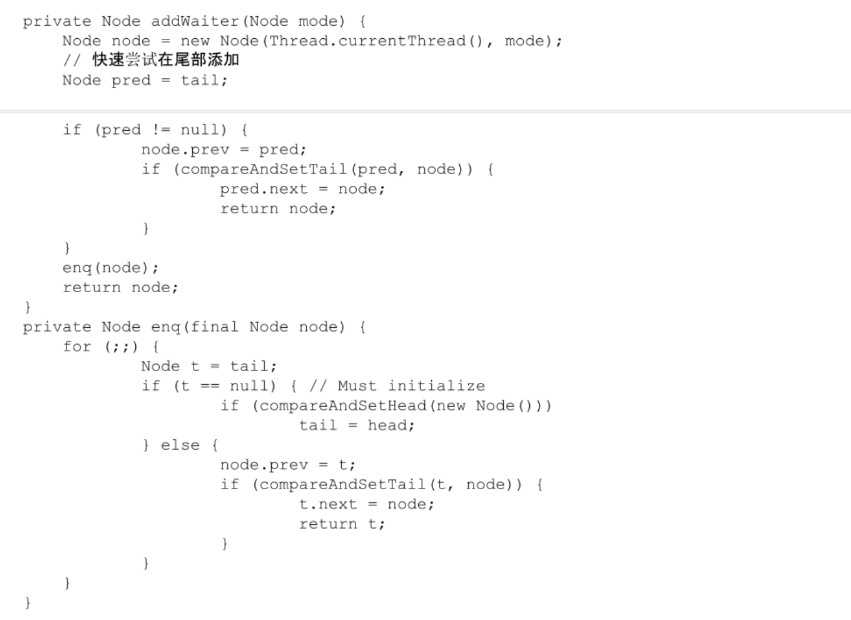 private Node addWaiter(Node mode) {
    Node node = new Node(Thread.currentThread(), mode);
    // 快速尝试在尾部添加
    Node pred = tail;
    if (pred != null) {
            node.prev = pred;
            if (compareAndSetTail(pred, node)) {
                    pred.next = node;
                    return node;
            }
    }
    enq(node);
    return node;
}
private Node enq(final Node node) {
    for (;;) {
            Node t = tail;
            if (t == null) { // Must initialize
                    if (compareAndSetHead(new Node()))
                            tail = head;
            } else {
                    node.prev = t;
                    if (compareAndSetTail(t, node)) {
                            t.next = node;
                            return t;
                    }
            }
    }
}